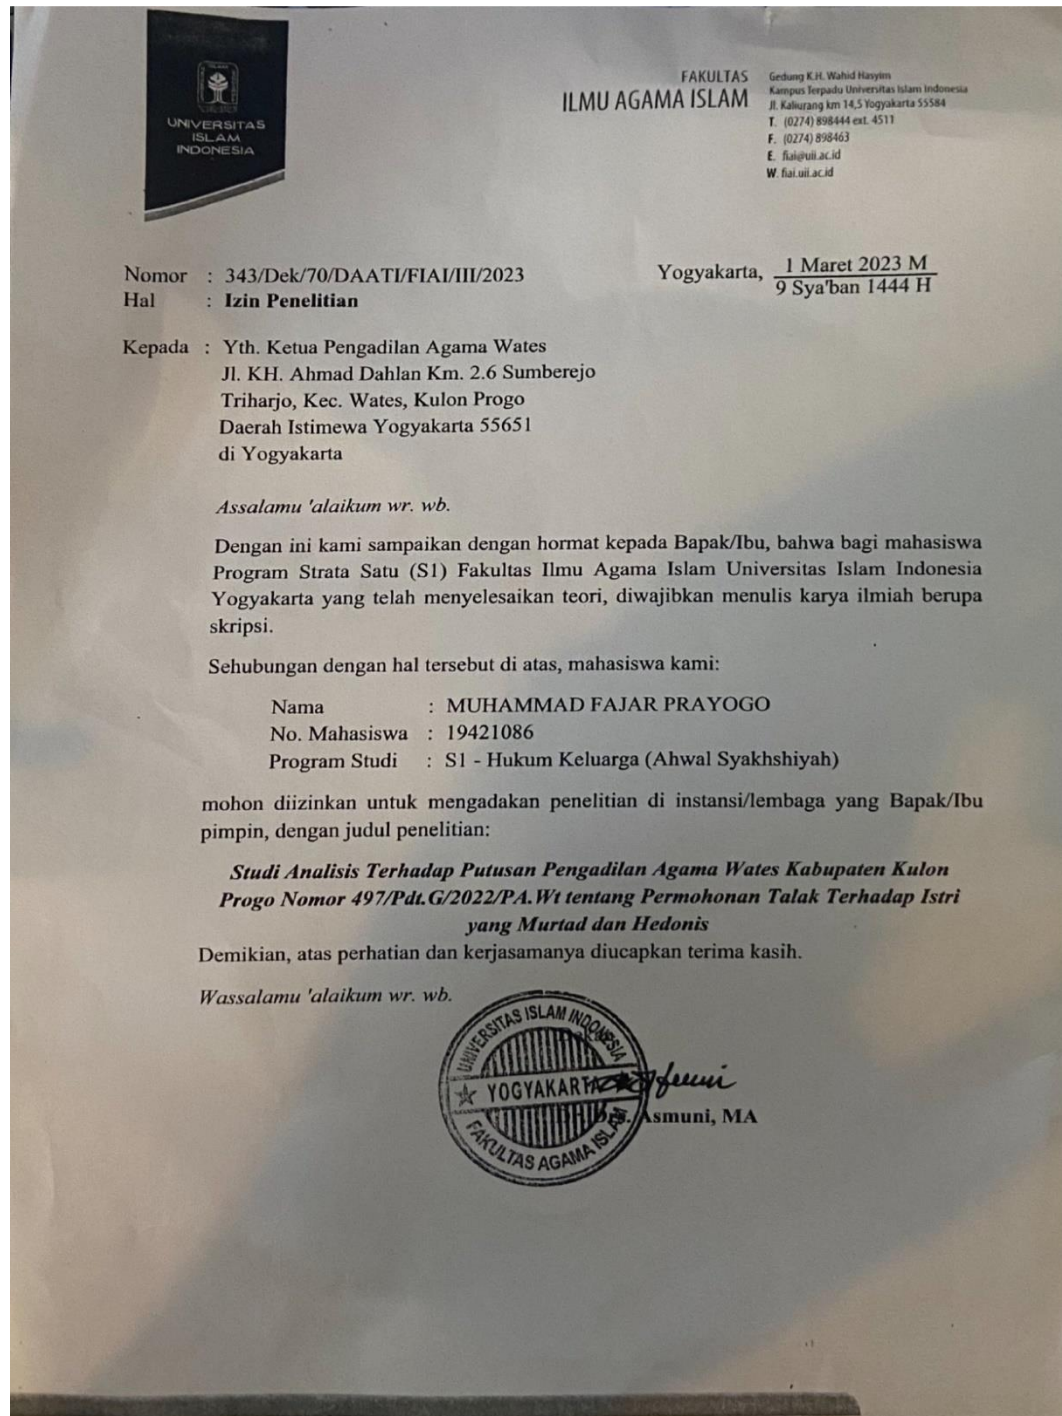 UNIVERSITAS
ISLAM
INDONESIA
FAKULTAS
ILMU AGAMA ISLAM
Gedung K.H. Wahid Hasyim
Kampus Terpadu Universitas Islam Indonesia
Jl. Kaliurang km 14,5 Yogyakarta 55584
T. (0274) 898444 ext. 4511
F. (0274) 898463
E. fiai@uii.ac.id
W. fiai.uii.ac.id
Nomor : 343/Dek/70/DAATI/FIAI/III/2023
Yogyakarta, 1 Maret 2023 M
9 Sya'ban 1444 H
Hal : Izin Penelitian
Kepada : Yth. Ketua Pengadilan Agama Wates
Jl. KH. Ahmad Dahlan Km. 2.6 Sumberejo
Triharjo, Kec. Wates, Kulon Progo
Daerah Istimewa Yogyakarta 55651
di Yogyakarta
Assalamu 'alaikum wr. wb.
Dengan ini kami sampaikan dengan hormat kepada Bapak/Ibu, bahwa bagi mahasiswa
Program Strata Satu (S1) Fakultas Ilmu Agama Islam Universitas Islam Indonesia
Yogyakarta yang telah menyelesaikan teori, diwajibkan menulis karya ilmiah berupa
skripsi.
Sehubungan dengan hal tersebut di atas, mahasiswa kami:
Nama : MUHAMMAD FAJAR PRAYOGO
No. Mahasiswa : 19421086
Program Studi : S1 - Hukum Keluarga (Ahwal Syakhshiyah)
mohon diizinkan untuk mengadakan penelitian di instansi/lembaga yang Bapak/Ibu
pimpin, dengan judul penelitian:
Studi Analisis Terhadap Putusan Pengadilan Agama Wates Kabupaten Kulon
Progo Nomor 497/Pdt.G/2022/PA.Wt tentang Permohonan Talak Terhadap Istri
yang Murtad dan Hedonis
Demikian, atas perhatian dan kerjasamanya diucapkan terima kasih.
Wassalamu 'alaikum wr. wb.
UNIVERSITAS ISLAM INDONESIA
YOGYAKARTA
FAKULTAS AGAMA ISLAM
Asmuni, MA